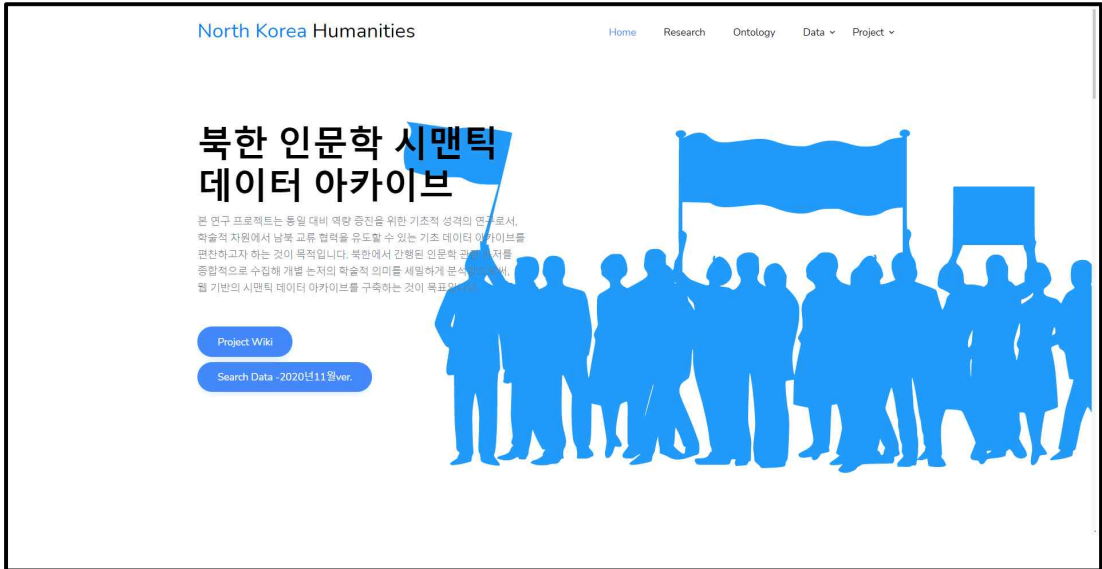 North Korea Humanities
Home Research Ontology Data Project
북한 인문학 시맨틱
데이터 아카이브
본 연구 프로젝트는 통일 대비 역량 증진을 위한 기초적 성격의 연구로서,
학술적 차원에서 남북 교류 협력을 유도할 수 있는 기초 데이터 아카이브를
편찬하고자 하는 것이 목적입니다. 북한에서 간행된 인문학 관련 논저를
종합적으로 수집해 개별 논저의 학술적 의미를 세밀하게
웹 기반의 시맨틱 데이터 아카이브를 구축하는 것이
Project Wiki
Search Data -2020년11월ver.